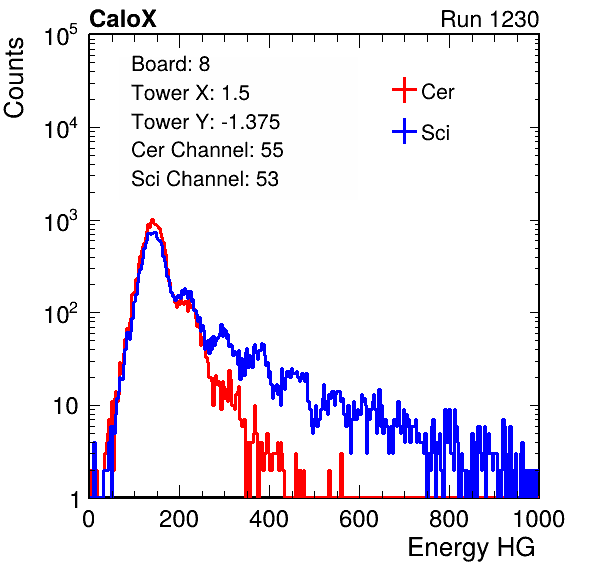 CaloX Run 1230
Counts
Board: 8
Tower X: 1.5
Tower Y: -1.375
Cer Channel: 55
Sci Channel: 53
Cer
Sci
10^5
10^4
10^3
10^2
10
1
0 200 400 600 800 1000
Energy HG